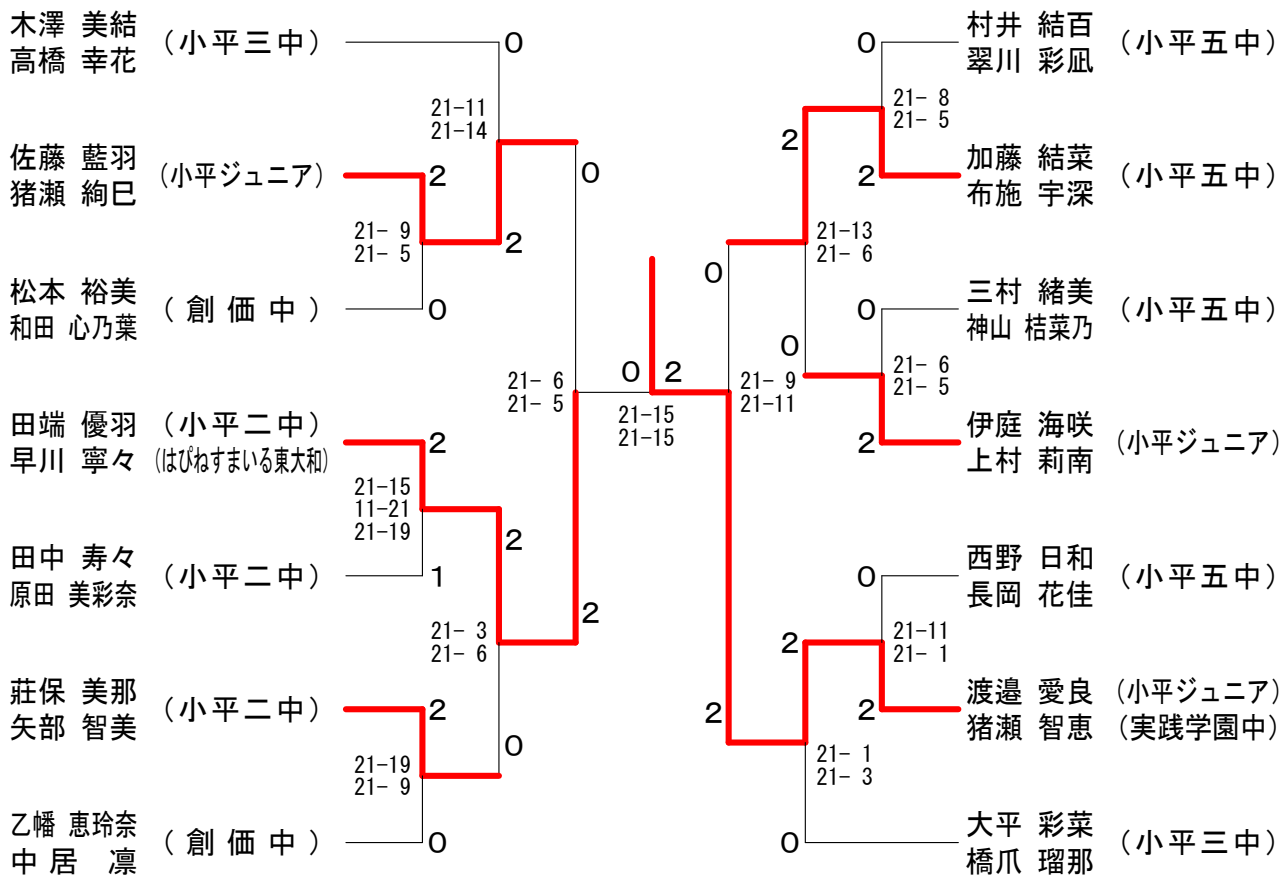 木澤 美結
高橋 幸花
(小平三中)
0
21-11
21-14
佐藤 藍羽
猪瀬 絢巳
(小平ジュニア)
2
0
21- 9
21- 5
2
松本 裕美
和田 心乃葉
(創価中)
0
21- 6
21- 5
田端 優羽 (小平二中)
早川 寧々 (はぴねすまいる東大和)
2
21-15
11-21
21-19
2
田中 寿々
原田 美彩奈
(小平二中)
1
2
21- 3
21- 6
莊保 美那
矢部 智美
(小平二中)
2
0
21-19
21- 9
乙幡 恵玲奈
中居 凛
(創価中)
0
0 2
21-15
21-15
村井 結百
翠川 彩凪
(小平五中)
0
21- 8
21- 5
2
加藤 結菜
布施 宇深
(小平五中)
2
21-13
21- 6
0
三村 緒美
神山 桔菜乃
(小平五中)
0
0
21- 6
21- 5
21- 9
21-11
伊庭 海咲
上村 莉南
(小平ジュニア)
2
西野 日和
長岡 花佳
(小平五中)
0
21-11
21- 1
2
渡邉 愛良 (小平ジュニア)
猪瀬 智恵 (実践学園中)
2
2
21- 1
21- 3
大平 彩菜
橋爪 瑠那
(小平三中)
0